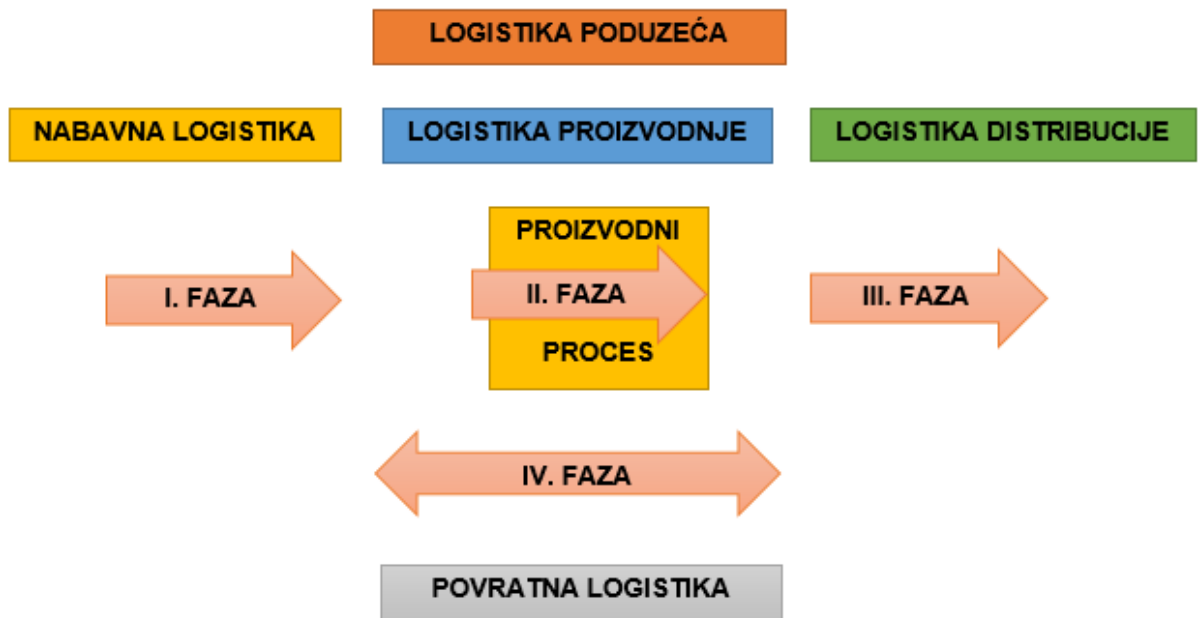 LOGISTIKA PODUZEĆA
NABAVNA LOGISTIKA
LOGISTIKA PROIZVODNJE
LOGISTIKA DISTRIBUCIJE
PROIZVODNI
I. FAZA
II. FAZA
III. FAZA
PROCES
IV. FAZA
POVRATNA LOGISTIKA